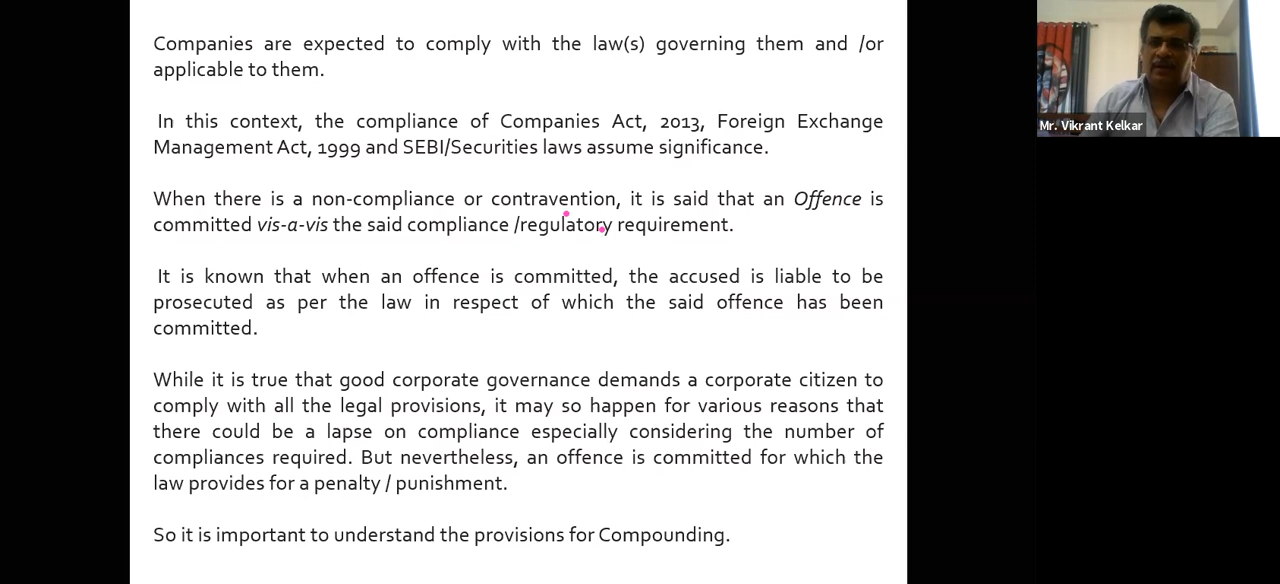 Companies are expected to comply with the law(s) governing them and /or
applicable to them.
In this context, the compliance of Companies Act, 2013, Foreign Exchange
Management Act, 1999 and SEBI/Securities laws assume significance.
When there is a non-compliance or contravention, it is said that an Offence is
committed vis-a-vis the said compliance /regulatory requirement.
It is known that when an offence is committed, the accused is liable to be
prosecuted as per the law in respect of which the said offence has been
committed.
While it is true that good corporate governance demands a corporate citizen to
comply with all the legal provisions, it may so happen for various reasons that
there could be a lapse on compliance especially considering the number of
compliances required. But nevertheless, an offence is committed for which the
law provides for a penalty / punishment.
So it is important to understand the provisions for Compounding.
Mr. Vikrant Kelkar